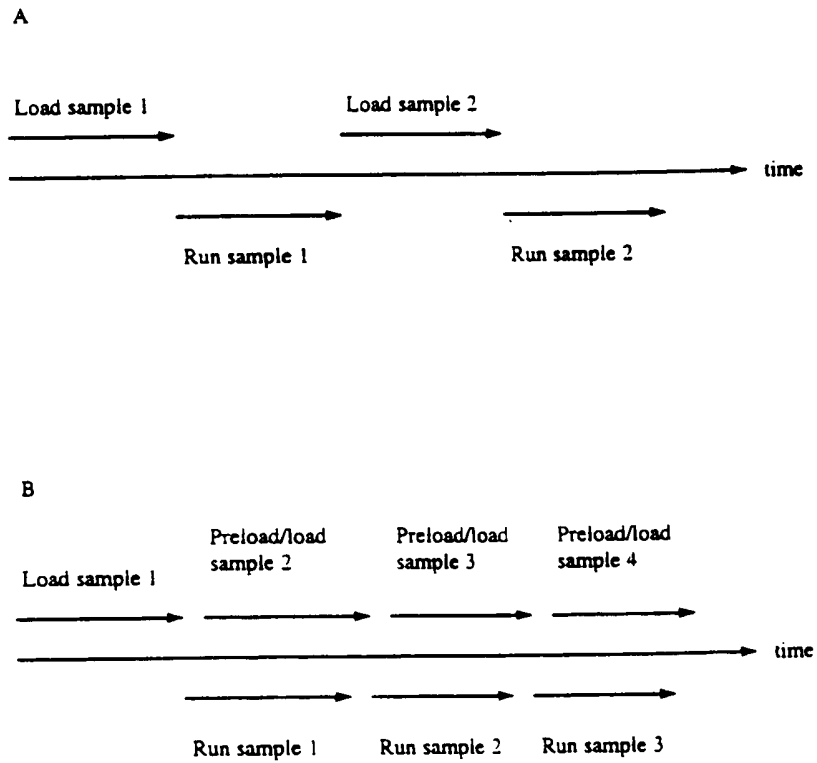 A
Load sample 1
Load sample 2
time
Run sample 1
Run sample 2
B
Preload/load
sample 2
Preload/load
sample 3
Preload/load
sample 4
Load sample 1
time
Run sample 1
Run sample 2
Run sample 3